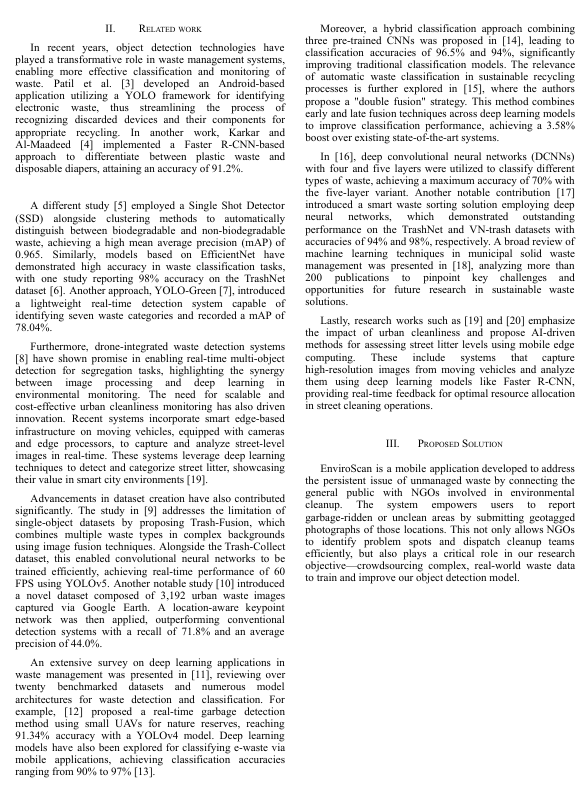 II. RELATED WORK
In recent years, object detection technologies have
played a transformative role in waste management systems,
enabling more effective classification and monitoring of
waste. Patil et al. [3] developed an Android-based
application utilizing a YOLO framework for identifying
electronic waste, thus streamlining the process of
recognizing discarded devices and their components for
appropriate recycling. In another work, Karkar and
Al-Maadeed [4] implemented a Faster R-CNN-based
approach to differentiate between plastic waste and
disposable diapers, attaining an accuracy of 91.2%.
A different study [5] employed a Single Shot Detector
(SSD) alongside clustering methods to automatically
distinguish between biodegradable and non-biodegradable
waste, achieving a high mean average precision (mAP) of
0.965. Similarly, models based on EfficientNet have
demonstrated high accuracy in waste classification tasks,
with one study reporting 98% accuracy on the TrashNet
dataset [6]. Another approach, YOLO-Green [7], introduced
a lightweight real-time detection system capable of
identifying seven waste categories and recorded a mAP of
78.04%.
Furthermore, drone-integrated waste detection systems
[8] have shown promise in enabling real-time multi-object
detection for segregation tasks, highlighting the synergy
between image processing and deep learning in
environmental monitoring. The need for scalable and
cost-effective urban cleanliness monitoring has also driven
innovation. Recent systems incorporate smart edge-based
infrastructure on moving vehicles, equipped with cameras
and edge processors, to capture and analyze street-level
images in real-time. These systems leverage deep learning
techniques to detect and categorize street litter, showcasing
their value in smart city environments [19].
Advancements in dataset creation have also contributed
significantly. The study in [9] addresses the limitation of
single-object datasets by proposing Trash-Fusion, which
combines multiple waste types in complex backgrounds
using image fusion techniques. Alongside the Trash-Collect
dataset, this enabled convolutional neural networks to be
trained efficiently, achieving real-time performance of 60
FPS using YOLOv5. Another notable study [10] introduced
a novel dataset composed of 3,192 urban waste images
captured via Google Earth. A location-aware keypoint
network was then applied, outperforming conventional
detection systems with a recall of 71.8% and an average
precision of 44.0%.
An extensive survey on deep learning applications in
waste management was presented in [11], reviewing over
twenty benchmarked datasets and numerous model
architectures for waste detection and classification. For
example, [12] proposed a real-time garbage detection
method using small UAVs for nature reserves, reaching
91.34% accuracy with a YOLOv4 model. Deep learning
models have also been explored for classifying e-waste via
mobile applications, achieving classification accuracies
ranging from 90% to 97% [13].
Moreover, a hybrid classification approach combining
three pre-trained CNNs was proposed in [14], leading to
classification accuracies of 96.5% and 94%, significantly
improving traditional classification models. The relevance
of automatic waste classification in sustainable recycling
processes is further explored in [15], where the authors
propose a "double fusion" strategy. This method combines
early and late fusion techniques across deep learning models
to improve classification performance, achieving a 3.58%
boost over existing state-of-the-art systems.
In [16], deep convolutional neural networks (DCNNs)
with four and five layers were utilized to classify different
types of waste, achieving a maximum accuracy of 70% with
the five-layer variant. Another notable contribution [17]
introduced a smart waste sorting solution employing deep
neural networks, which demonstrated outstanding
performance on the TrashNet and VN-trash datasets with
accuracies of 94% and 98%, respectively. A broad review of
machine learning techniques in municipal solid waste
management was presented in [18], analyzing more than
200 publications to pinpoint key challenges and
opportunities for future research in sustainable waste
solutions.
Lastly, research works such as [19] and [20] emphasize
the impact of urban cleanliness and propose AI-driven
methods for assessing street litter levels using mobile edge
computing. These include systems that capture
high-resolution images from moving vehicles and analyze
them using deep learning models like Faster R-CNN,
providing real-time feedback for optimal resource allocation
in street cleaning operations.
III. PROPOSED SOLUTION
EnviroScan is a mobile application developed to address
the persistent issue of unmanaged waste by connecting the
general public with NGOs involved in environmental
cleanup. The system empowers users to report
garbage-ridden or unclean areas by submitting geotagged
photographs of those locations. This not only allows NGOs
to identify problem spots and dispatch cleanup teams
efficiently, but also plays a critical role in our research
objective—crowdsourcing complex, real-world waste data
to train and improve our object detection model.